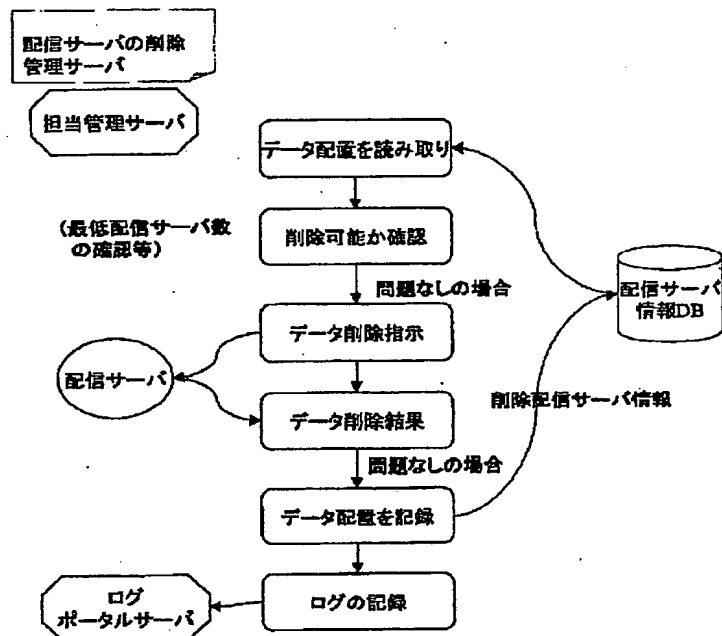 配信サーバの削除
管理サーバ
担当管理サーバ
データ配置を読み取り
(最低配信サーバ数
の確認等)
削除可能か確認
問題なしの場合
配信サーバ
情報DB
データ削除指示
配信サーバ
削除配信サーバ情報
データ削除結果
問題なしの場合
データ配置を記録
ログ
ポータルサーバ
ログの記録